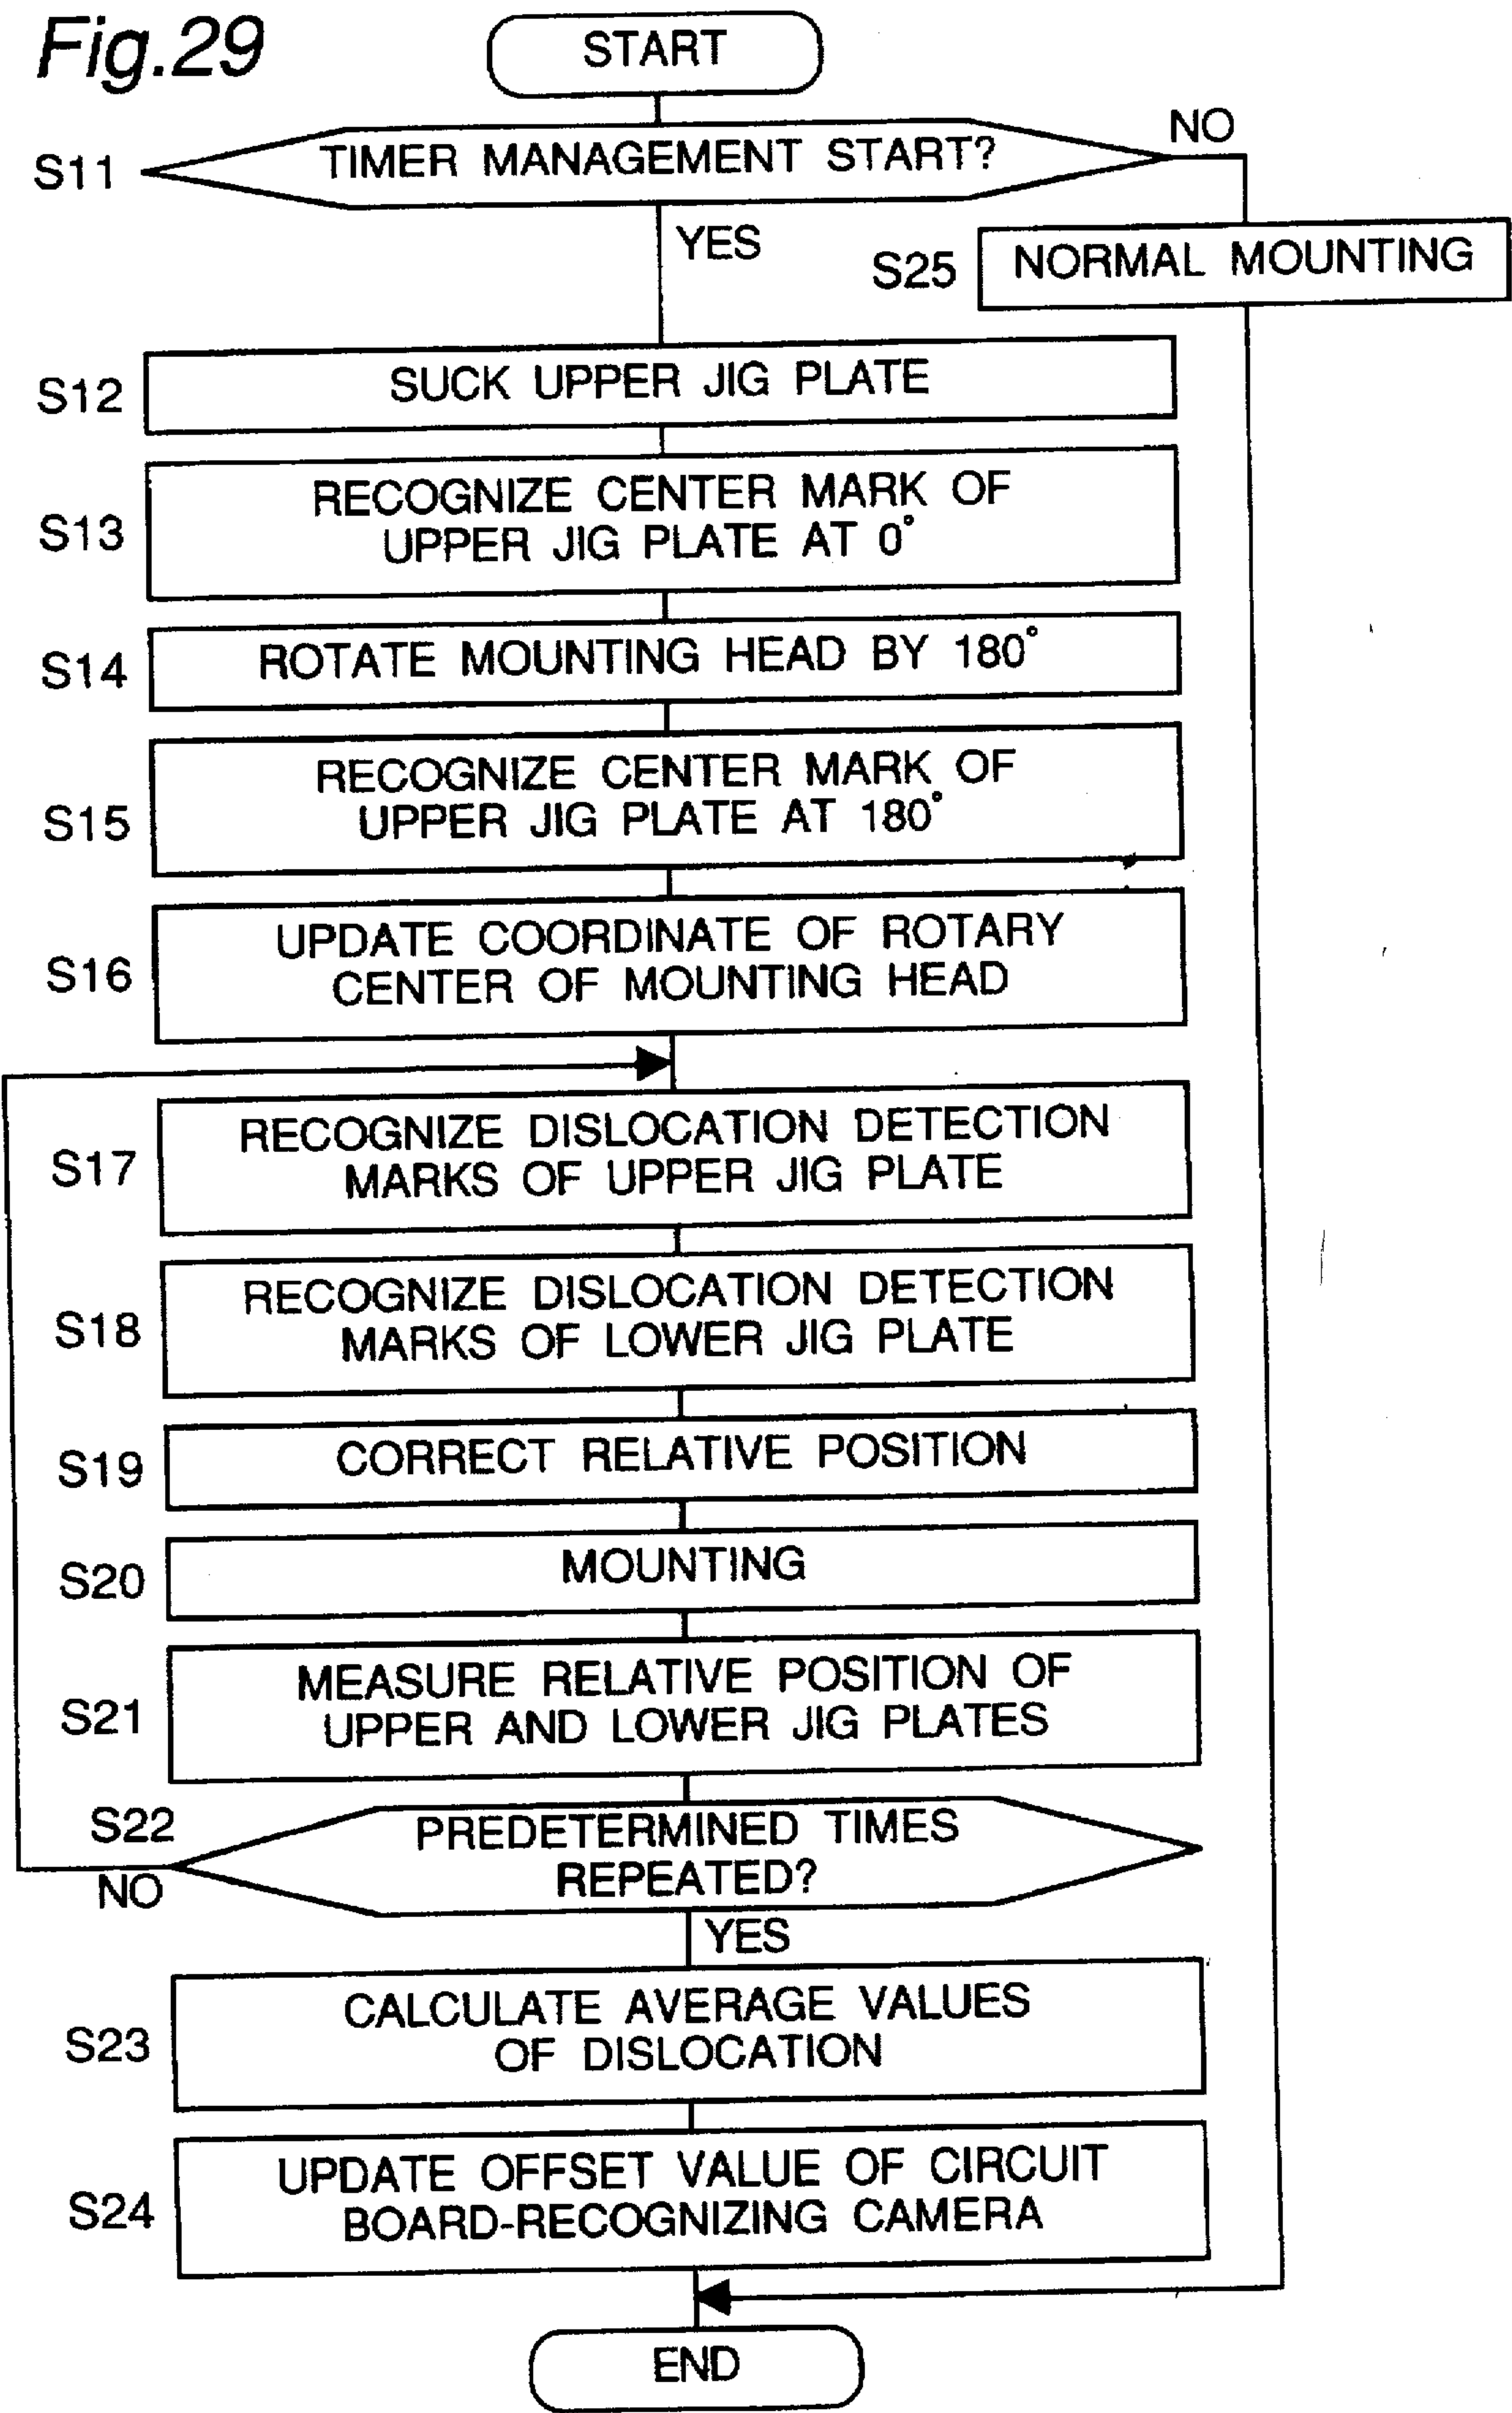 Fig.29
START
S11
TIMER MANAGEMENT START?
NO
YES
S25
NORMAL MOUNTING
S12
SUCK UPPER JIG PLATE
S13
RECOGNIZE CENTER MARK OF
UPPER JIG PLATE AT 0°
S14
ROTATE MOUNTING HEAD BY 180°
S15
RECOGNIZE CENTER MARK OF
UPPER JIG PLATE AT 180°
S16
UPDATE COORDINATE OF ROTARY
CENTER OF MOUNTING HEAD
S17
RECOGNIZE DISLOCATION DETECTION
MARKS OF UPPER JIG PLATE
S18
RECOGNIZE DISLOCATION DETECTION
MARKS OF LOWER JIG PLATE
S19
CORRECT RELATIVE POSITION
S20
MOUNTING
S21
MEASURE RELATIVE POSITION OF
UPPER AND LOWER JIG PLATES
S22
PREDETERMINED TIMES
REPEATED?
NO
YES
S23
CALCULATE AVERAGE VALUES
OF DISLOCATION
S24
UPDATE OFFSET VALUE OF CIRCUIT
BOARD-RECOGNIZING CAMERA
END